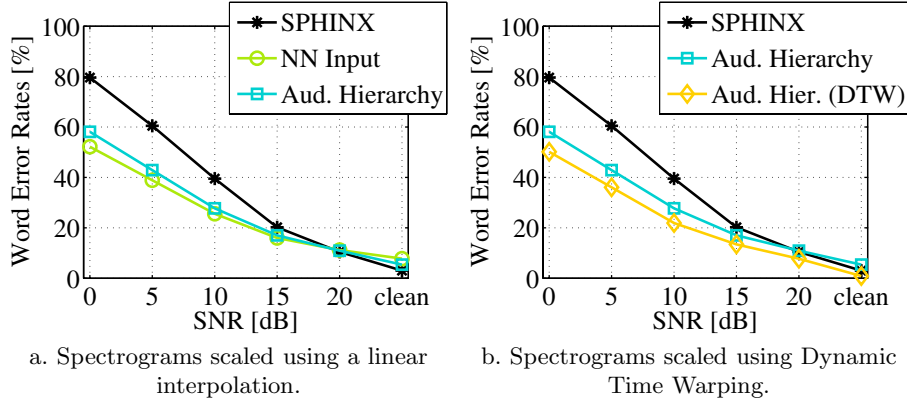 SPHINX
NN Input
Aud. Hierarchy
Word Error Rates [%]
100
80
60
40
20
0
0 5 10 15 20 clean
SNR [dB]
a. Spectrograms scaled using a linear
interpolation.
SPHINX
Aud. Hierarchy
Aud. Hier. (DTW)
Word Error Rates [%]
100
80
60
40
20
0
0 5 10 15 20 clean
SNR [dB]
b. Spectrograms scaled using Dynamic
Time Warping.